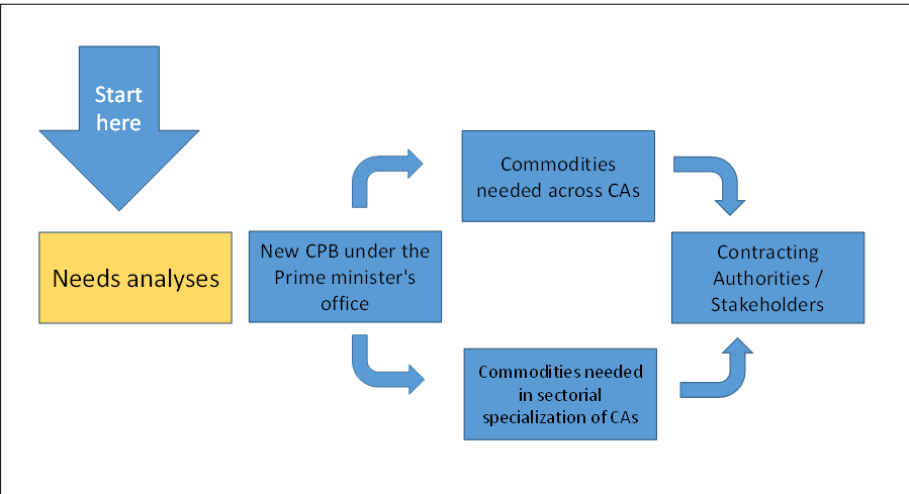 Start
here
Needs analyses
New CPB under the
Prime minister's
office
Commodities
needed across CAs
Commodities needed
in sectorial
specialization of CAs
Contracting
Authorities /
Stakeholders